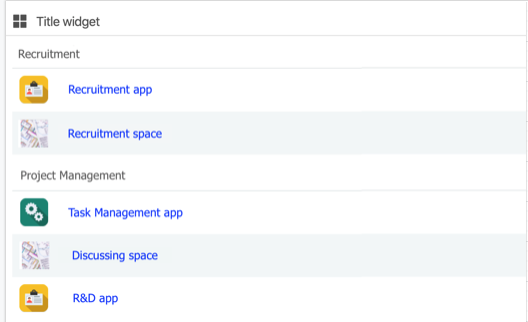 Title widget
Recruitment
Recruitment app
Recruitment space
Project Management
Task Management app
Discussing space
R&D app